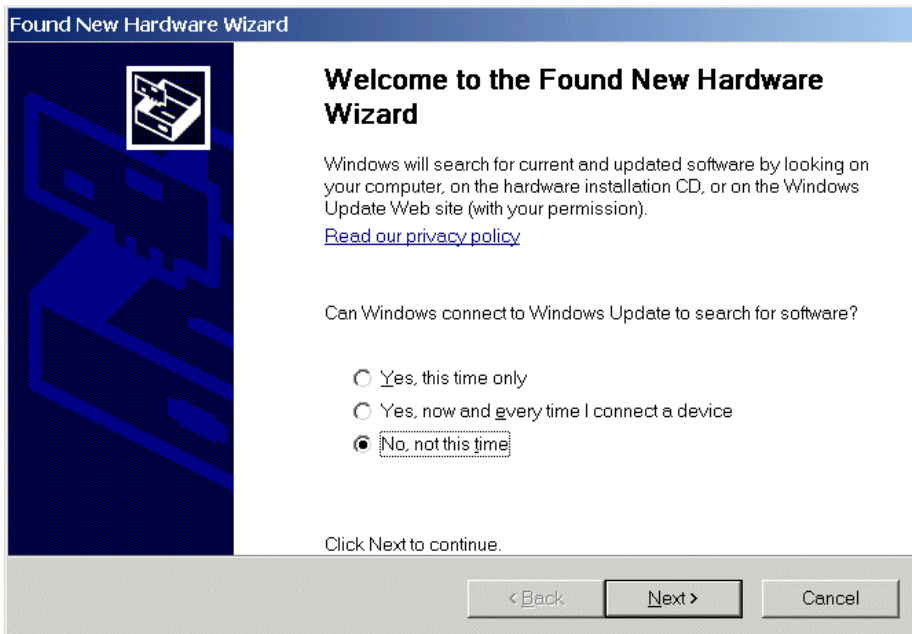 Found New Hardware Wizard
Welcome to the Found New Hardware
Wizard
Windows will search for current and updated software by looking on
your computer, on the hardware installation CD, or on the Windows
Update Web site (with your permission).
Read our privacy policy
Can Windows connect to Windows Update to search for software?
Yes, this time only
Yes, now and every time I connect a device
No, not this time
Click Next to continue.
< Back
Next >
Cancel